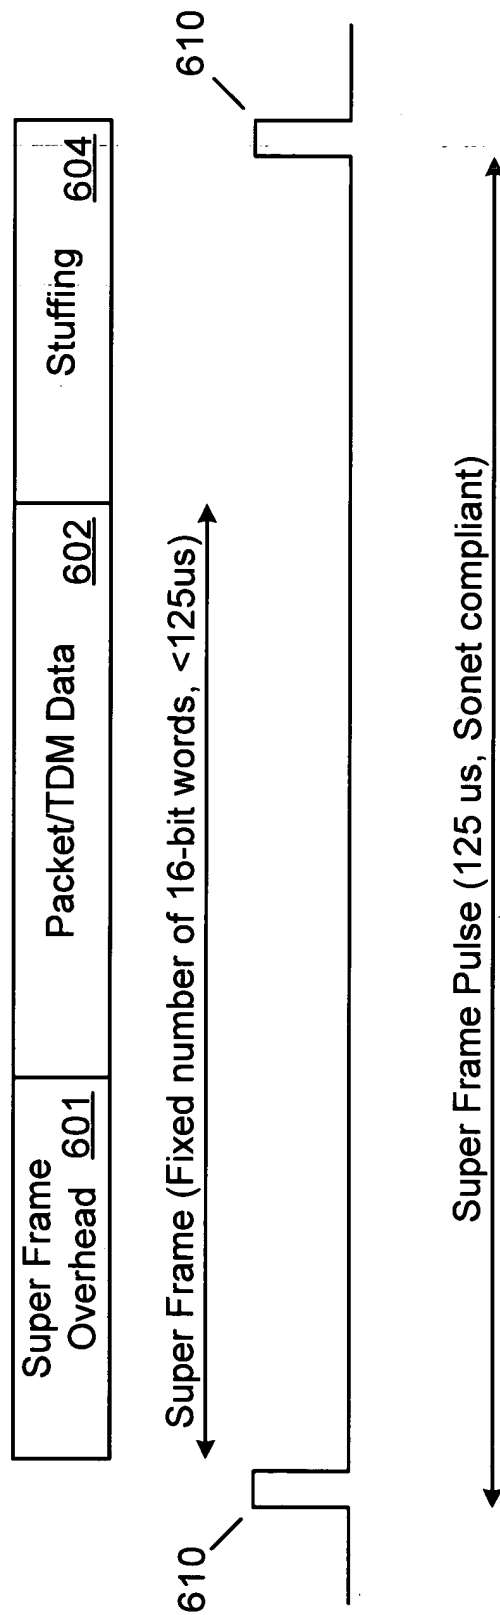 Super Frame
Overhead 601
Packet/TDM Data 602
Stuffing 604
Super Frame (Fixed number of 16-bit words, <125us)
610
610
Super Frame Pulse (125 us, Sonet compliant)